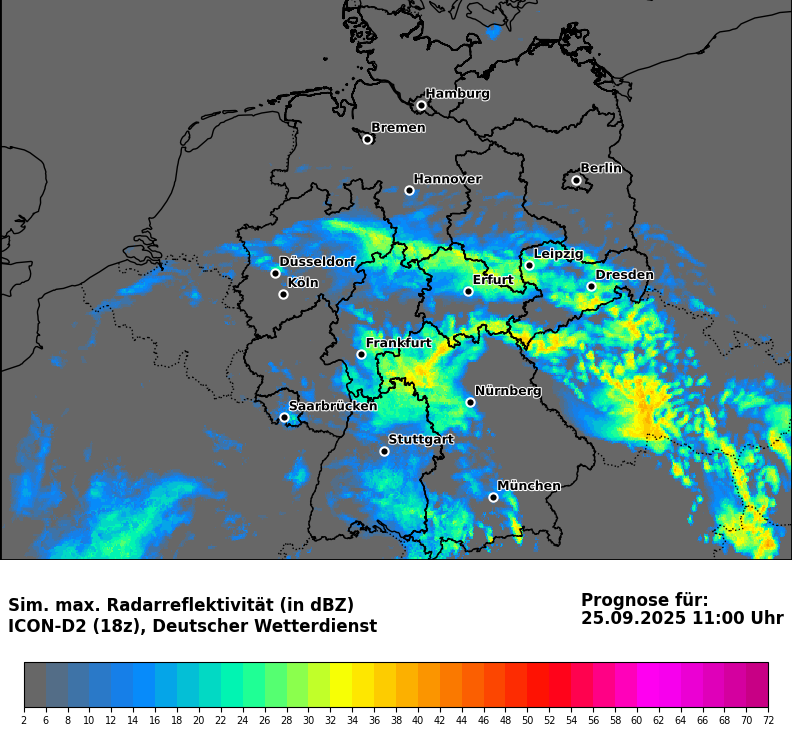 Hamburg
Bremen
Berlin
Hannover
Düsseldorf
Leipzig
Köln
Dresden
Erfurt
Frankfurt
Nürnberg
Saarbrücken
Stuttgart
München
Sim. max. Radarreflektivität (in dBZ)
ICON-D2 (18z), Deutscher Wetterdienst
Prognose für:
25.09.2025 11:00 Uhr
2 6 8 10 12 14 16 18 20 22 24 26 28 30 32 34 36 38 40 42 44 46 48 50 52 54 56 58 60 62 64 66 68 70 72